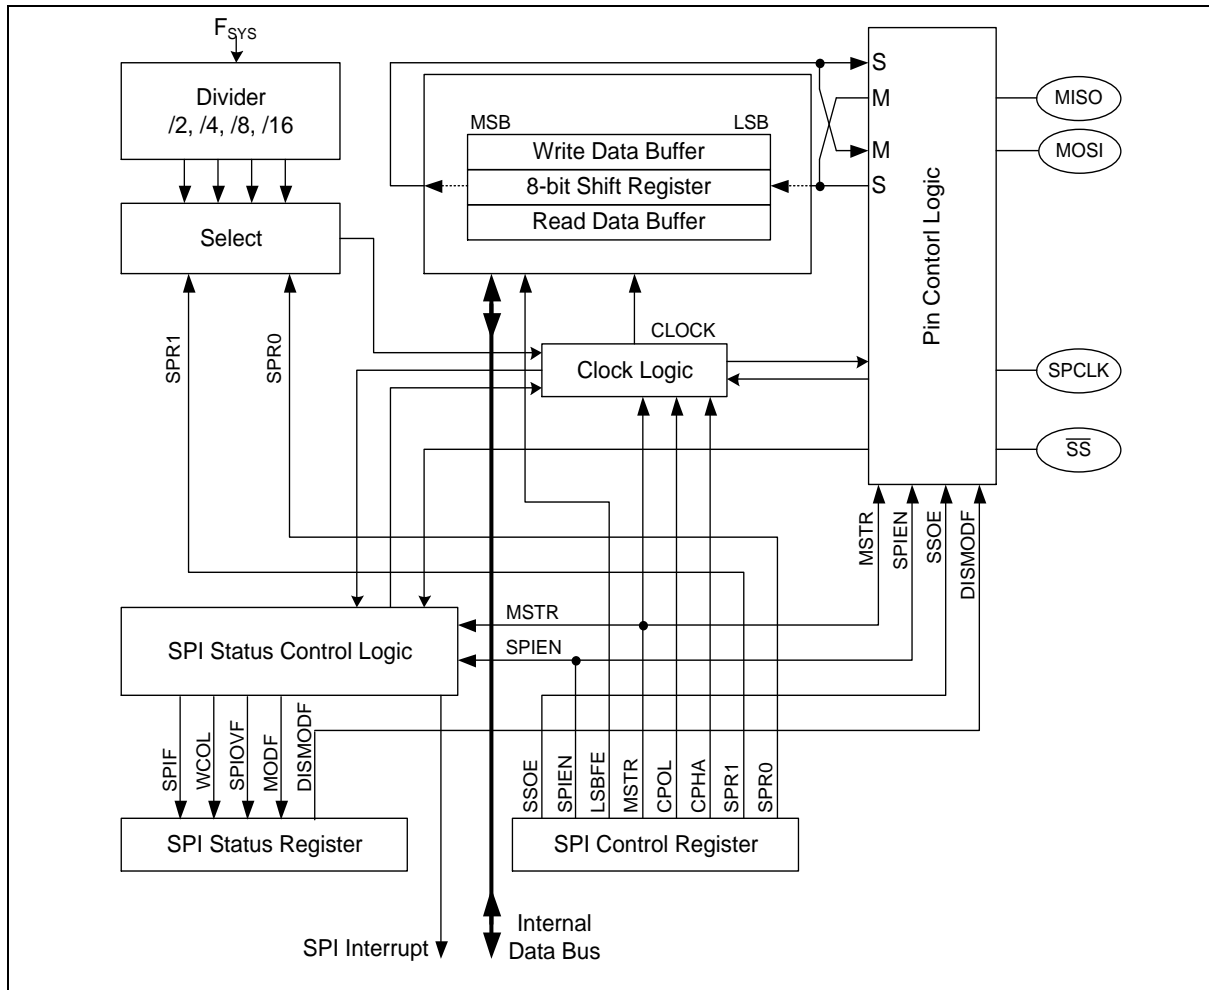 FSYS
Divider
/2, /4, /8, /16
Select
SPR1
SPR0
MSB
LSB
Write Data Buffer
8-bit Shift Register
Read Data Buffer
CLOCK
Clock Logic
S
M
M
S
Pin Contorl Logic
MISO
MOSI
SPCLK
SS
MSTR
SPIEN
SSOE
DISMODF
MSTR
SPIEN
SPI Status Control Logic
SPIF
WCOL
SPIOVF
MODF
DISMODF
SPI Status Register
SSOE
SPIEN
LSBFE
MSTR
CPOL
CPHA
SPR1
SPR0
SPI Control Register
SPI Interrupt
Internal
Data Bus